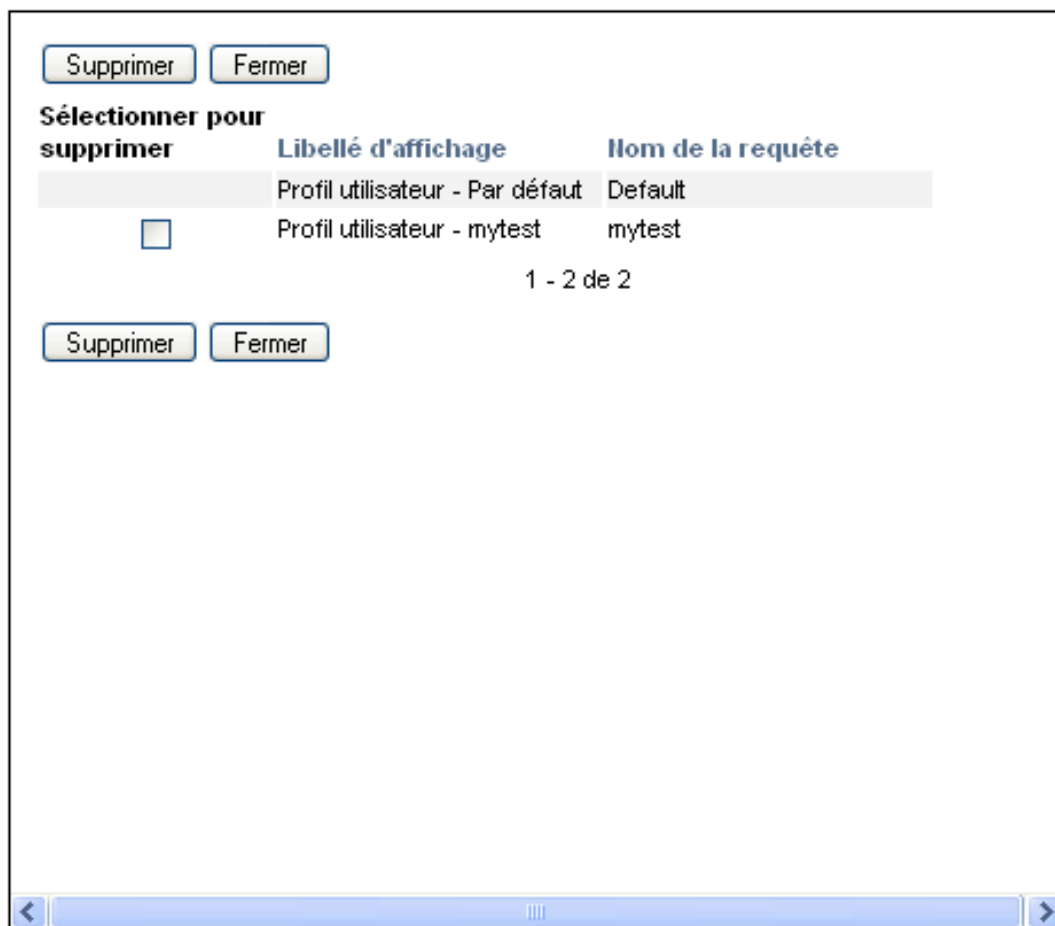 Supprimer Fermer
Sélectionner pour
supprimer Libellé d'affichage Nom de la requête
Profil utilisateur - Par défaut Default
Profil utilisateur - mytest mytest
1 - 2 de 2
Supprimer Fermer